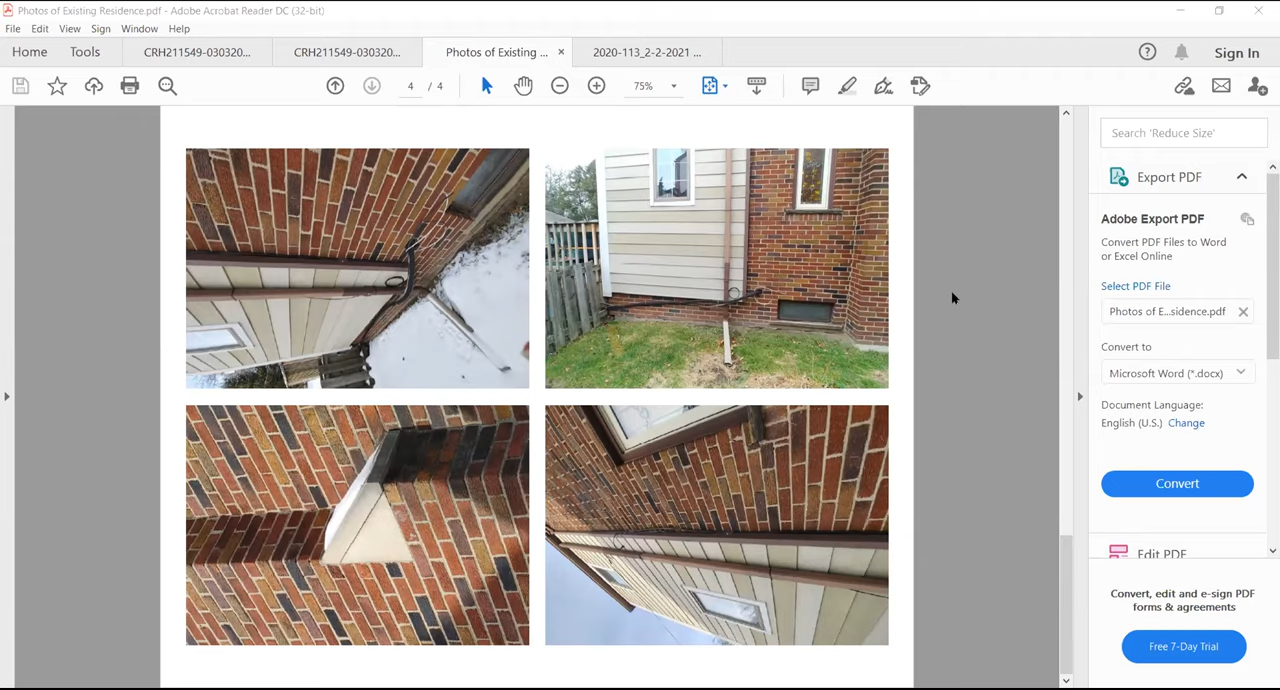 Photos of Existing Residence.pdf - Adobe Acrobat Reader DC (32-bit)
File Edit View Sign Window Help
Home Tools CRH211549-030320... CRH211549-030320... Photos of Existing ... × 2020-113_2-2-2021 ... Sign In
4 / 4 75%
Search 'Reduce Size'
Export PDF
Adobe Export PDF
Convert PDF Files to Word
or Excel Online
Select PDF File
Photos of E...sidence.pdf
Convert to
Microsoft Word (*.docx)
Document Language:
English (U.S.) Change
Convert
Edit PDF
Convert, edit and e-sign PDF
forms & agreements
Free 7-Day Trial